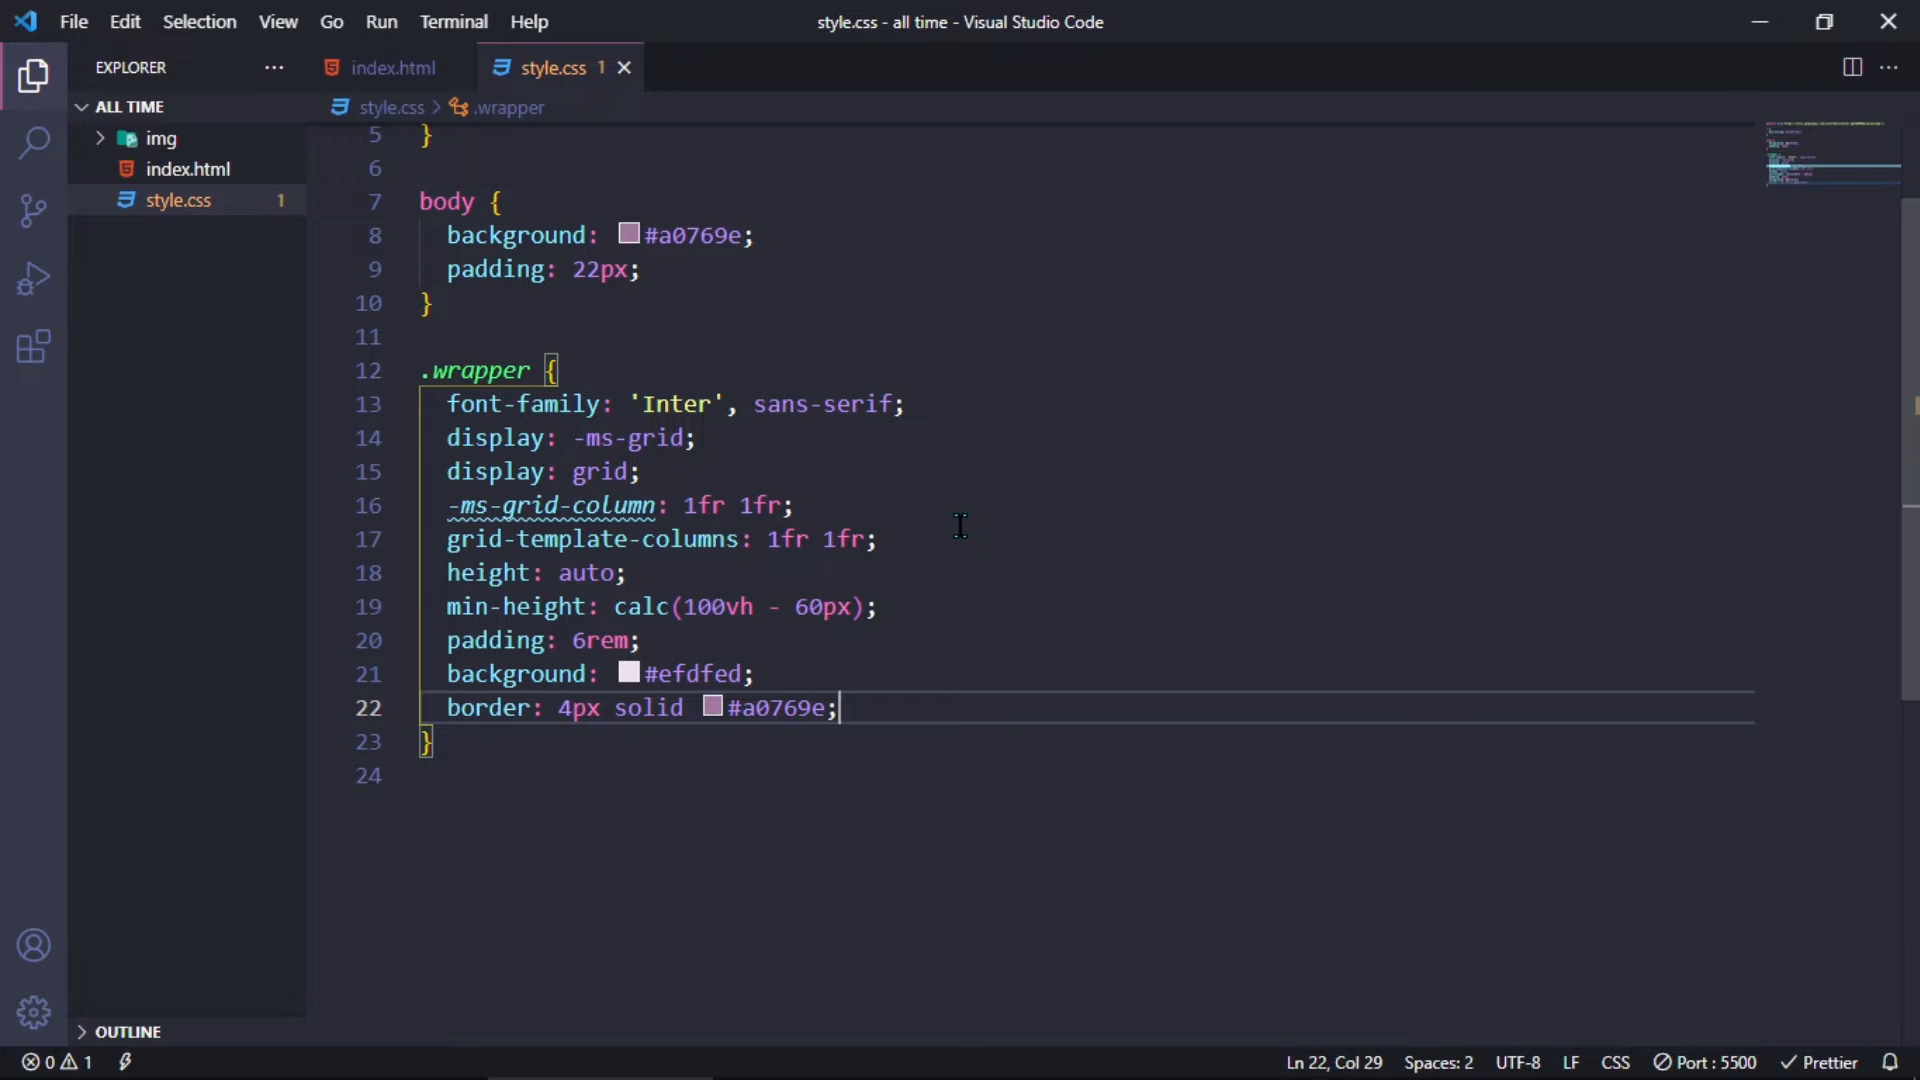 File Edit Selection View Go Run Terminal Help
style.css - all time - Visual Studio Code
EXPLORER
index.html
style.css 1
ALL TIME
style.css > .wrapper
img
index.html
style.css 1
5 }
6
7 body {
8 background: #a0769e;
9 padding: 22px;
10 }
11
12 .wrapper {
13 font-family: 'Inter', sans-serif;
14 display: -ms-grid;
15 display: grid;
16 -ms-grid-column: 1fr 1fr;
17 grid-template-columns: 1fr 1fr;
18 height: auto;
19 min-height: calc(100vh - 60px);
20 padding: 6rem;
21 background: #efdfed;
22 border: 4px solid #a0769e;
23 }
24
OUTLINE
0 1
Ln 22, Col 29 Spaces: 2 UTF-8 LF CSS Port : 5500 Prettier